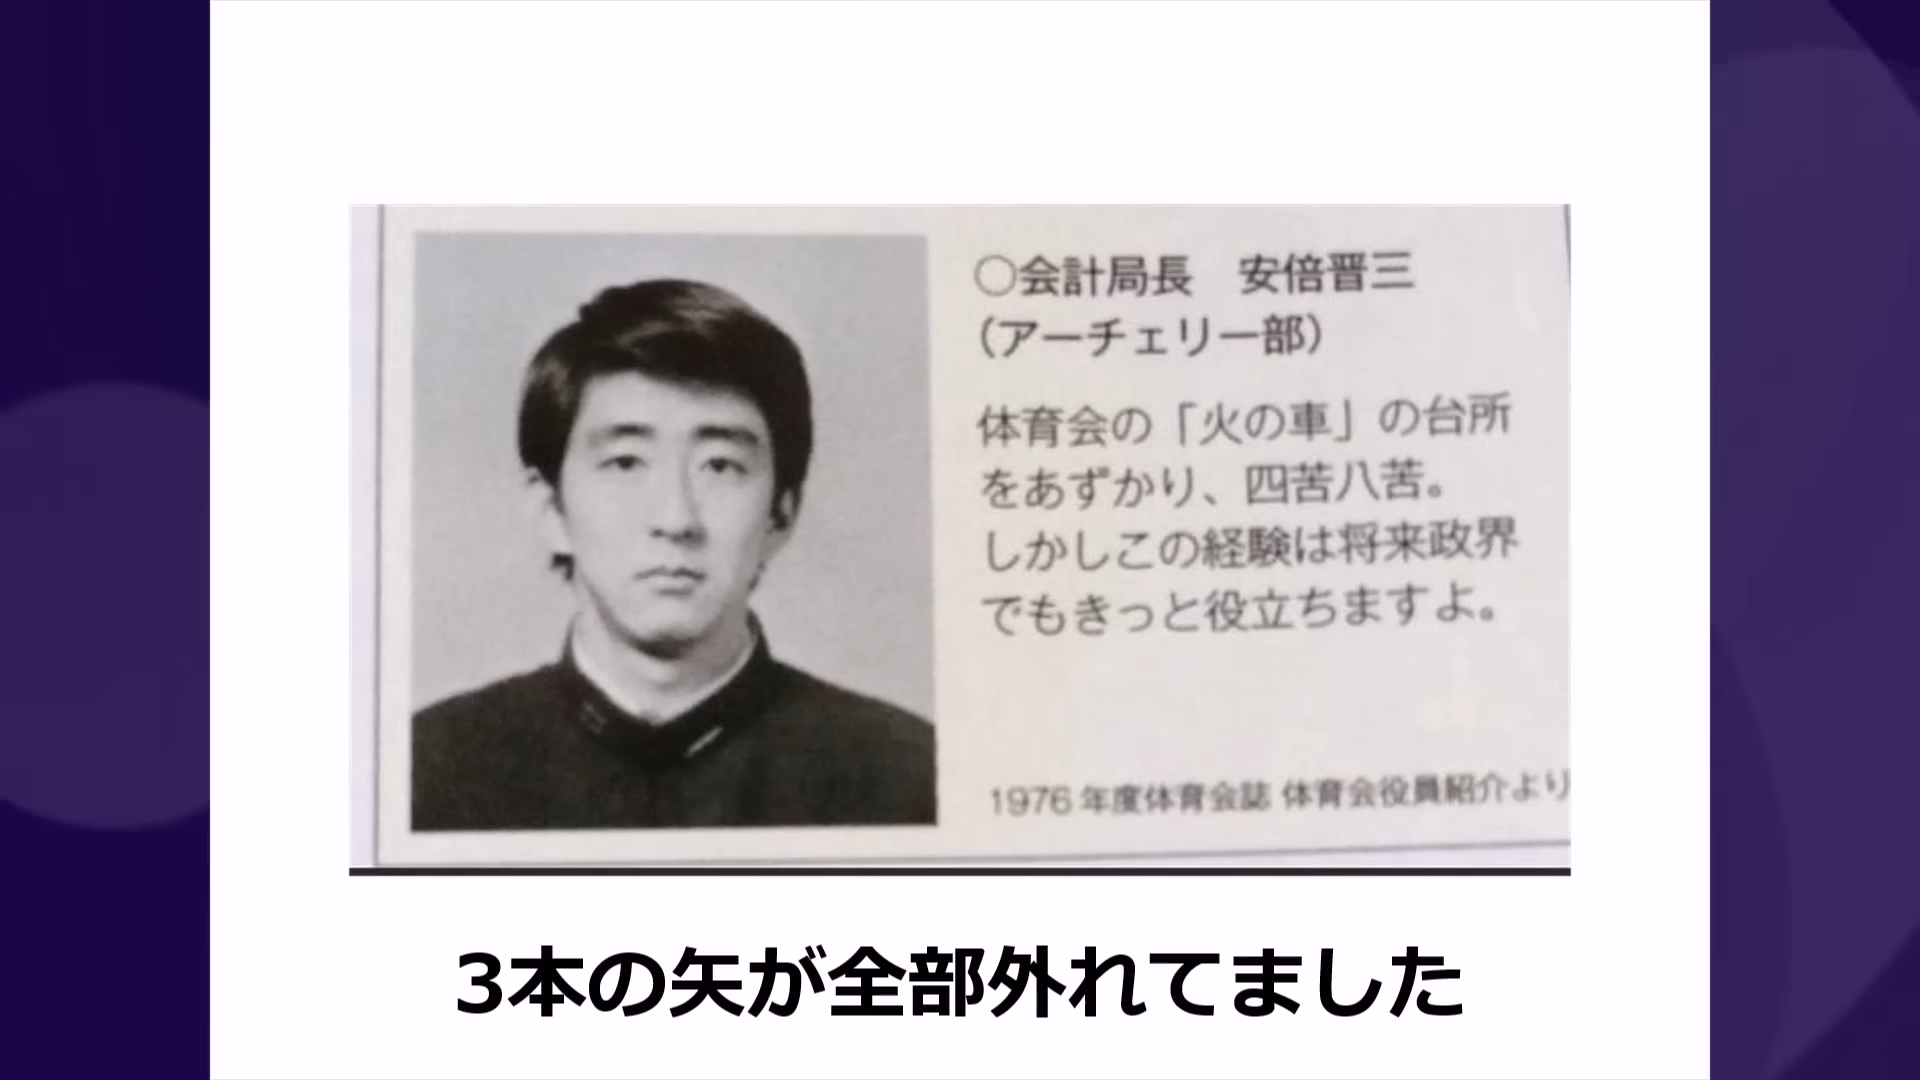 ○会計局長　安倍晋三
（アーチェリー部）
体育会の「火の車」の台所
をあずかり、四苦八苦。
しかしこの経験は将来政界
でもきっと役立ちますよ。
1976年度体育会誌 体育会役員紹介より
3本の矢が全部外れてました